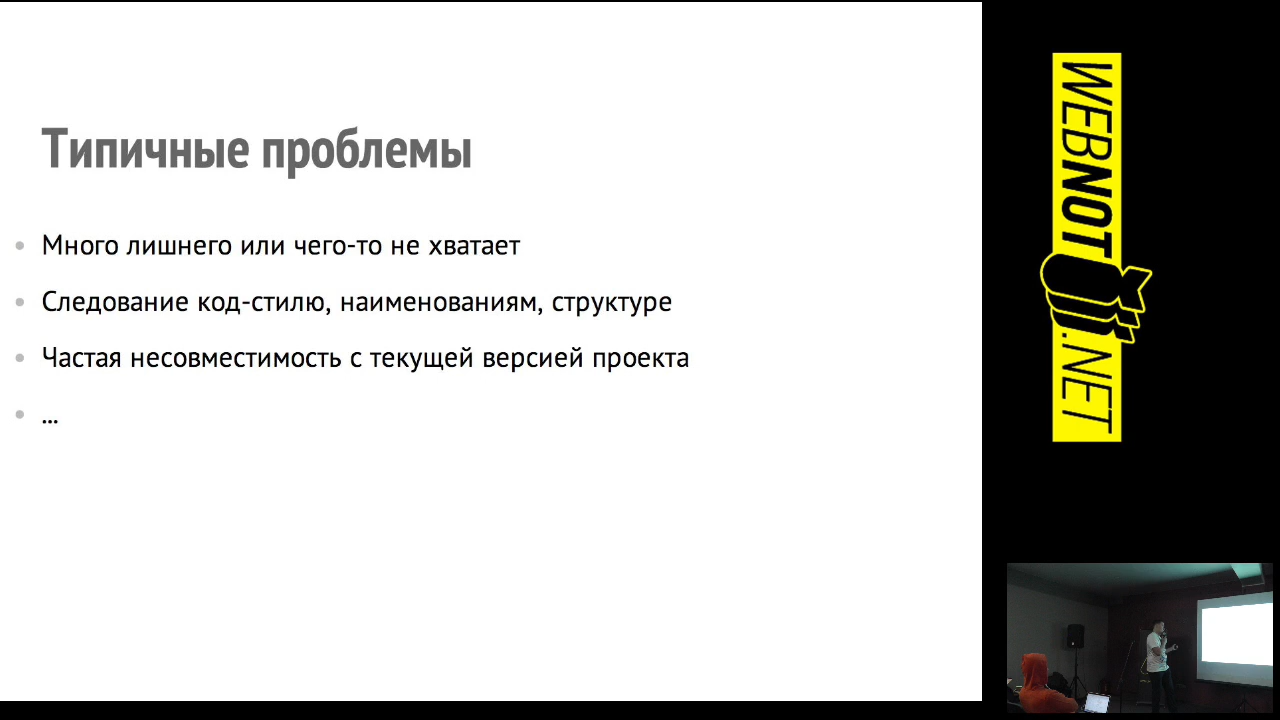 Типичные проблемы
Много лишнего или чего-то не хватает
Следование код-стилю, наименованиям, структуре
Частая несовместимость с текущей версией проекта
...
WEBNOT
.NET